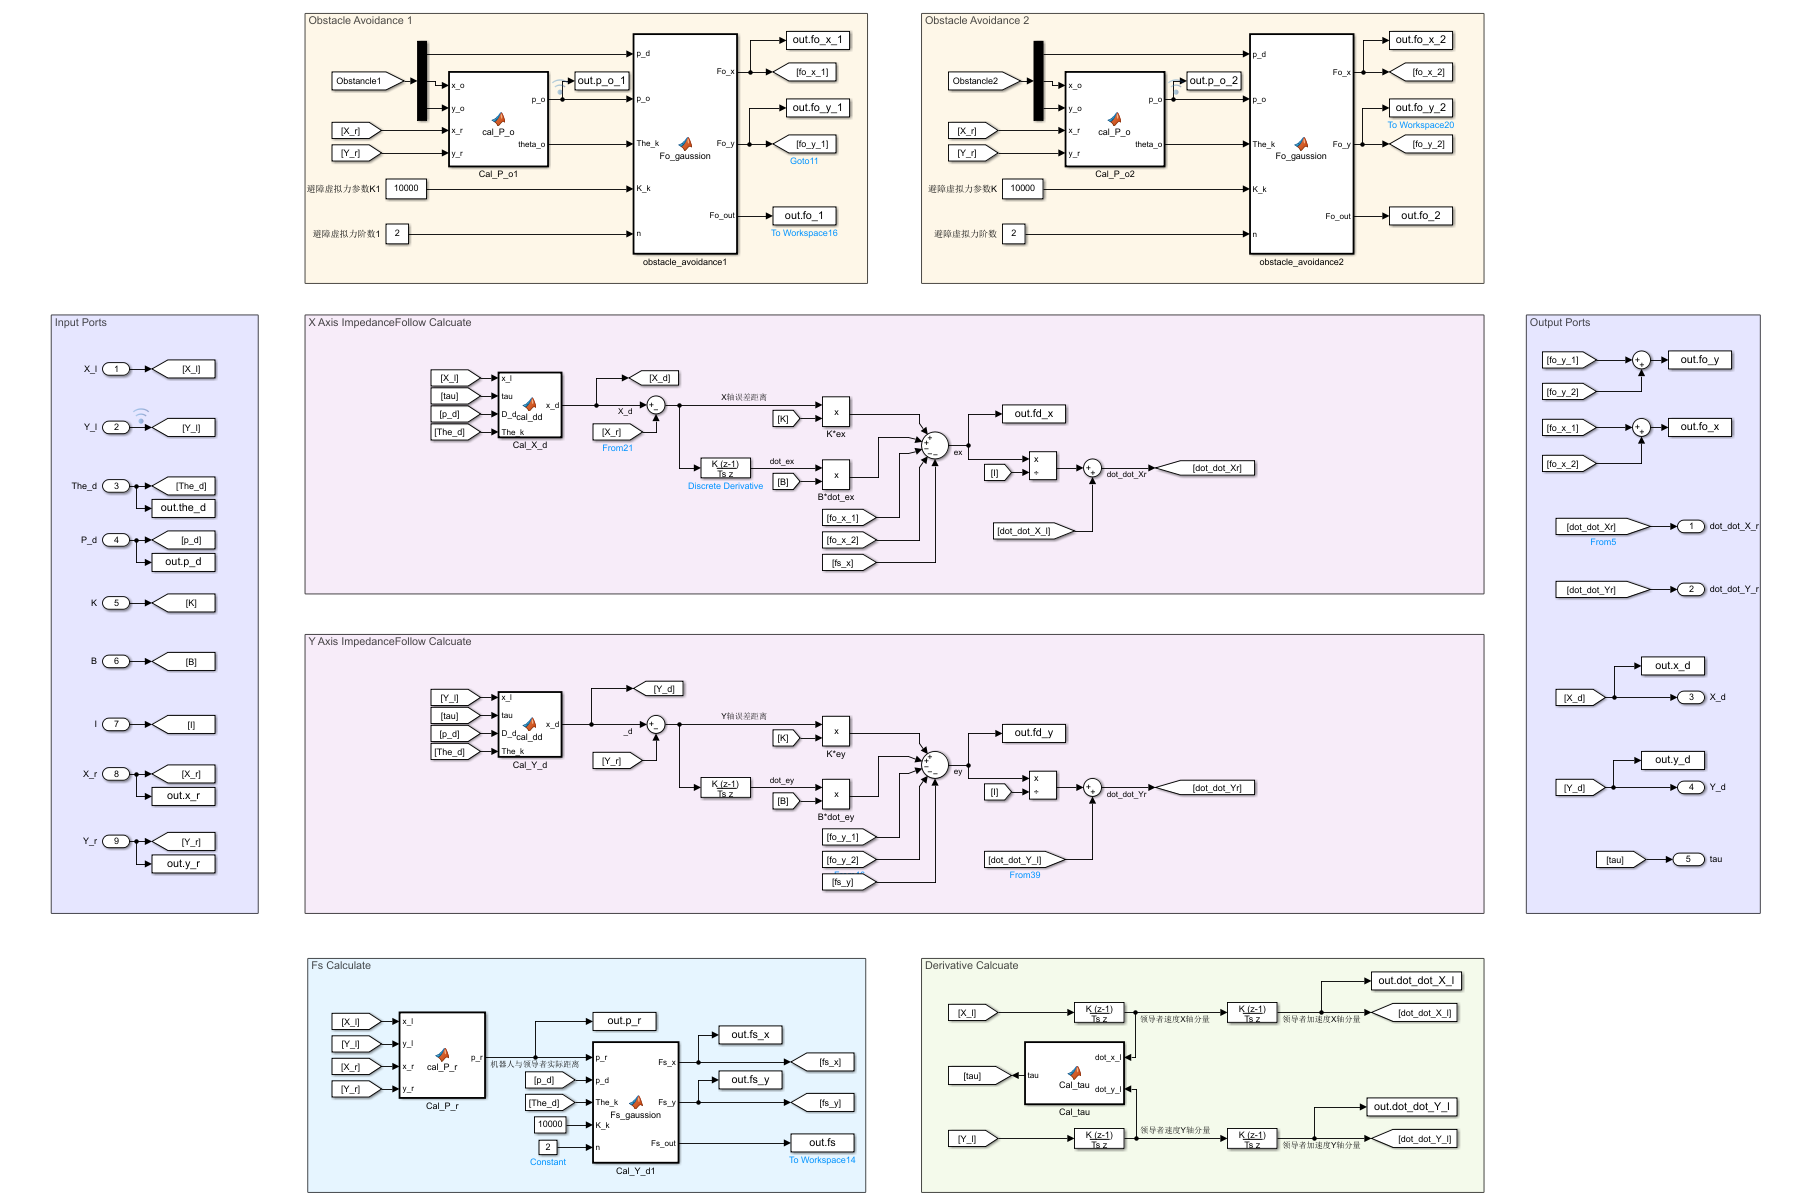 Obstacle Avoidance 1
Obstancle1
[X_r]
[Y_r]
x_o
y_o
x_r
y_r
cal_P_o
p_o
theta_o
Cal_P_o1
out.p_o_1
避障虚拟力参数K1
10000
避障虚拟力阶数1
2
p_d
p_o
The_k
K_k
n
Fo_gaussion
Fo_x
Fo_y
Fo_out
obstacle_avoidance1
out.fo_x_1
[fo_x_1]
out.fo_y_1
[fo_y_1]
Goto11
out.fo_1
To Workspace16
Obstacle Avoidance 2
Obstancle2
[X_r]
[Y_r]
x_o
y_o
x_r
y_r
cal_P_o
p_o
theta_o
Cal_P_o2
out.p_o_2
避障虚拟力参数K
10000
避障虚拟力阶数
2
p_d
p_o
The_k
K_k
n
Fo_gaussion
Fo_x
Fo_y
Fo_out
obstacle_avoidance2
out.fo_x_2
[fo_x_2]
out.fo_y_2
To Workspace20
[fo_y_2]
out.fo_2
Input Ports
X_l
1
[X_l]
Y_l
2
[Y_l]
The_d
3
[The_d]
out.the_d
P_d
4
[p_d]
out.p_d
K
5
[K]
B
6
[B]
I
7
[I]
X_r
8
[X_r]
out.x_r
Y_r
9
[Y_r]
out.y_r
X Axis ImpedanceFollow Calcuate
[X_l]
[tau]
[p_d]
[The_d]
x_l
tau
D_d
The_k
cal_dd
x_d
Cal_X_d
[X_d]
X_d
[X_r]
From21
X轴误差距离
[K]
x
K*ex
K (z-1)
Ts z
Discrete Derivative
dot_ex
[B]
x
B*dot_ex
[fo_x_1]
[fo_x_2]
[fs_x]
ex
out.fd_x
[I]
x
÷
[dot_dot_X_l]
dot_dot_Xr
[dot_dot_Xr]
Y Axis ImpedanceFollow Calcuate
[Y_l]
[tau]
[p_d]
[The_d]
x_l
tau
D_d
The_k
cal_dd
x_d
Cal_Y_d
[Y_d]
_d
[Y_r]
Y轴误差距离
[K]
x
K*ey
K (z-1)
Ts z
dot_ey
[B]
x
B*dot_ey
[fo_y_1]
[fo_y_2]
[fs_y]
ey
out.fd_y
[I]
x
÷
[dot_dot_Y_l]
From39
dot_dot_Yr
[dot_dot_Yr]
Output Ports
[fo_y_1]
[fo_y_2]
out.fo_y
[fo_x_1]
[fo_x_2]
out.fo_x
[dot_dot_Xr]
From5
1
dot_dot_X_r
[dot_dot_Yr]
2
dot_dot_Y_r
out.x_d
[X_d]
3
X_d
out.y_d
[Y_d]
4
Y_d
[tau]
5
tau
Fs Calculate
[X_l]
[Y_l]
[X_r]
[Y_r]
x_l
y_l
x_r
y_r
cal_P_r
p_r
Cal_P_r
out.p_r
机器人与领导者实际距离
[p_d]
[The_d]
10000
2
Constant
p_r
p_d
The_k
K_k
n
Fs_gaussion
Fs_x
Fs_y
Fs_out
Cal_Y_d1
out.fs_x
[fs_x]
out.fs_y
[fs_y]
out.fs
To Workspace14
Derivative Calcuate
[X_l]
K (z-1)
Ts z
领导者速度X轴分量
K (z-1)
Ts z
领导者加速度X轴分量
out.dot_dot_X_l
[dot_dot_X_l]
[tau]
tau
Cal_tau
dot_x_l
dot_y_l
Cal_tau
[Y_l]
K (z-1)
Ts z
领导者速度Y轴分量
K (z-1)
Ts z
领导者加速度Y轴分量
out.dot_dot_Y_l
[dot_dot_Y_l]